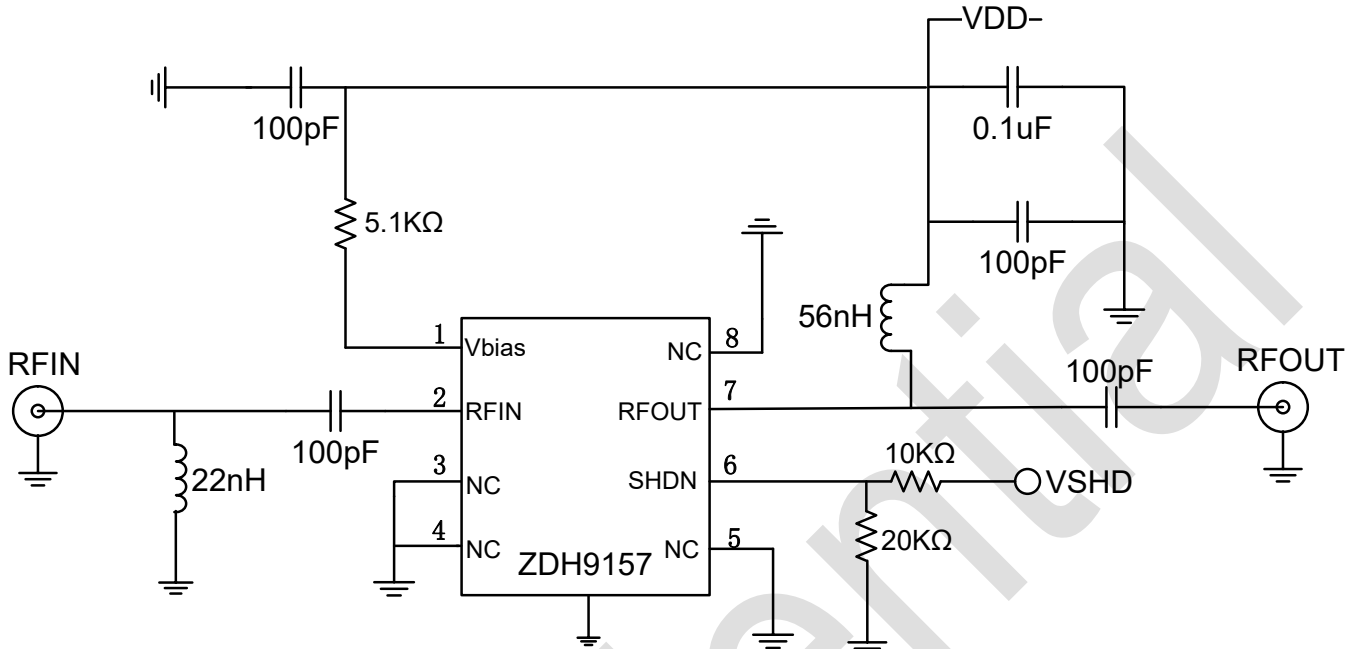 VDD
100pF
0.1uF
5.1KΩ
100pF
56nH
1
Vbias
NC
8
RFIN
100pF
RFOUT
2
RFIN
RFOUT
7
100pF
22nH
3
NC
SHDN
6
10KΩ
VSHD
4
NC
NC
5
20KΩ
ZDH9157